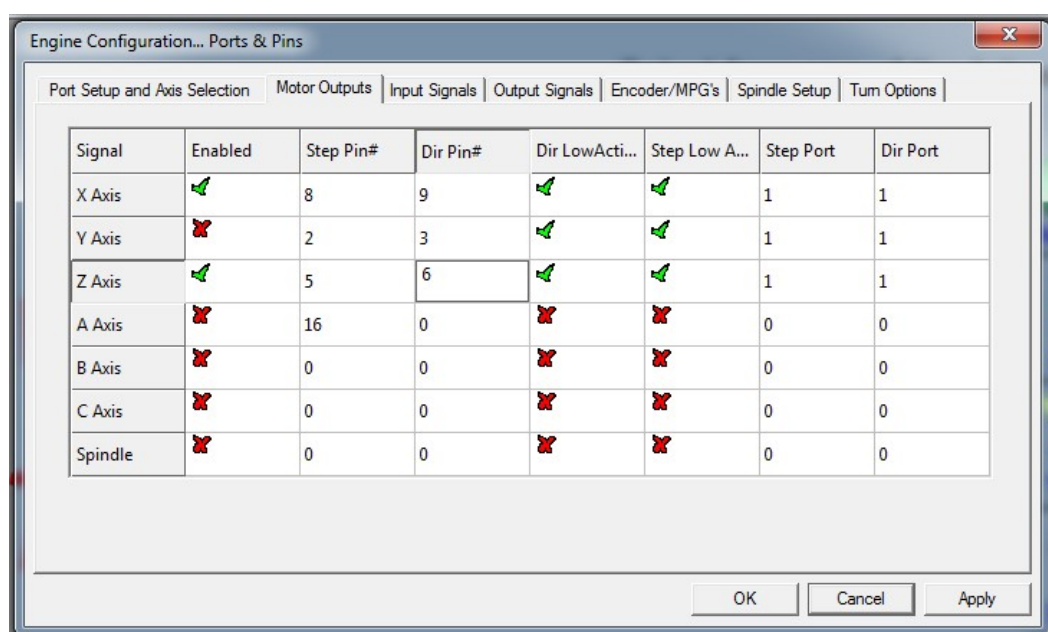 Engine Configuration... Ports & Pins
Port Setup and Axis Selection Motor Outputs Input Signals Output Signals Encoder/MPG's Spindle Setup Turn Options
Signal Enabled Step Pin# Dir Pin# Dir LowActi... Step Low A... Step Port Dir Port
X Axis 8 9 1 1
Y Axis 2 3 1 1
Z Axis 5 6 1 1
A Axis 16 0 0 0
B Axis 0 0 0 0
C Axis 0 0 0 0
Spindle 0 0 0 0
OK Cancel Apply